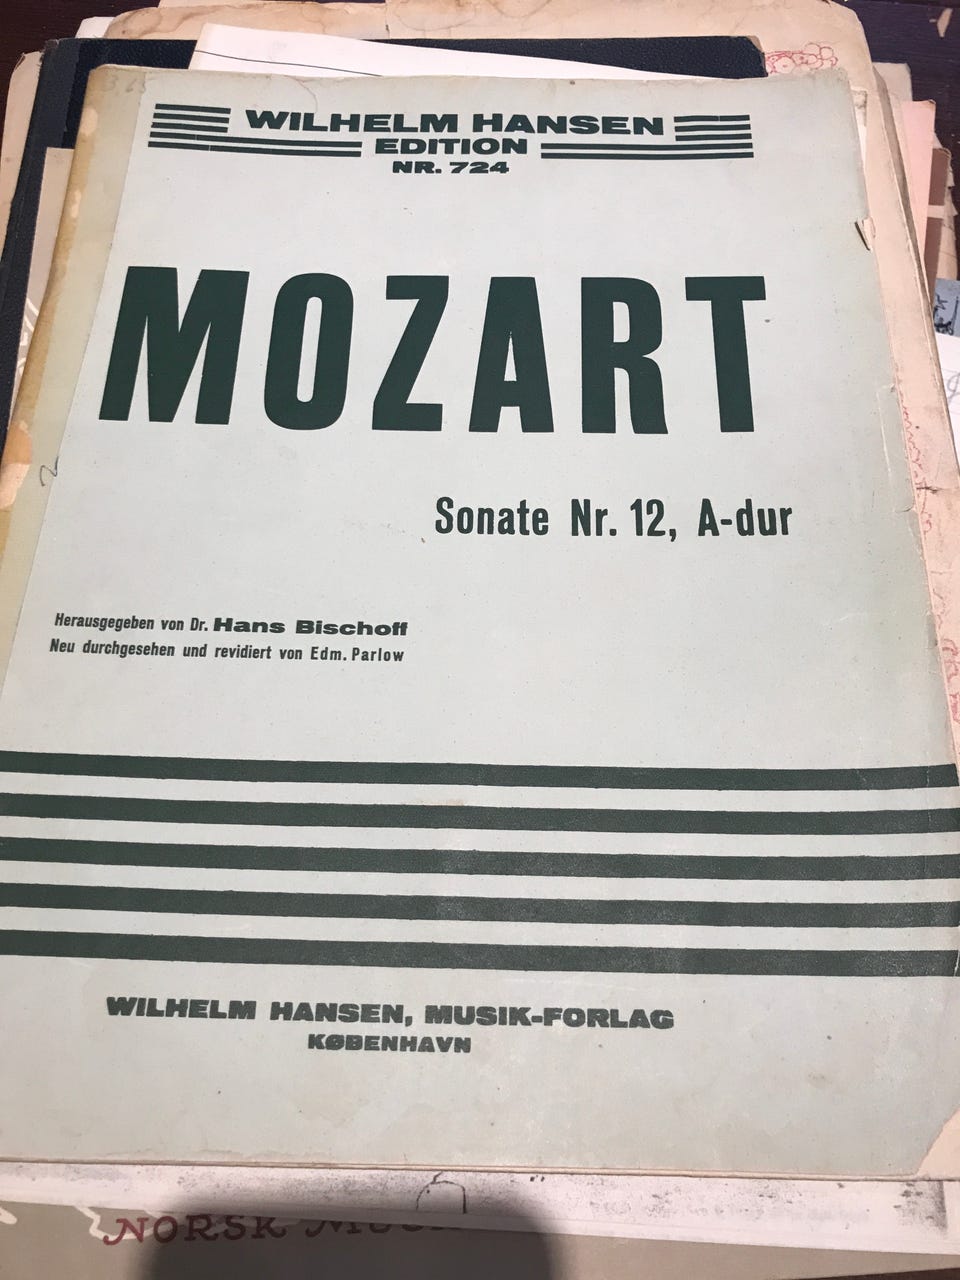 WILHELM HANSEN
EDITION
NR. 724
MOZART
Sonate Nr. 12, A-dur
Herausgegeben von Dr. Hans Bischoff
Neu durchgesehen und revidiert von Edm. Parlow
WILHELM HANSEN, MUSIK-FORLAG
KØBENHAVN
NORSK